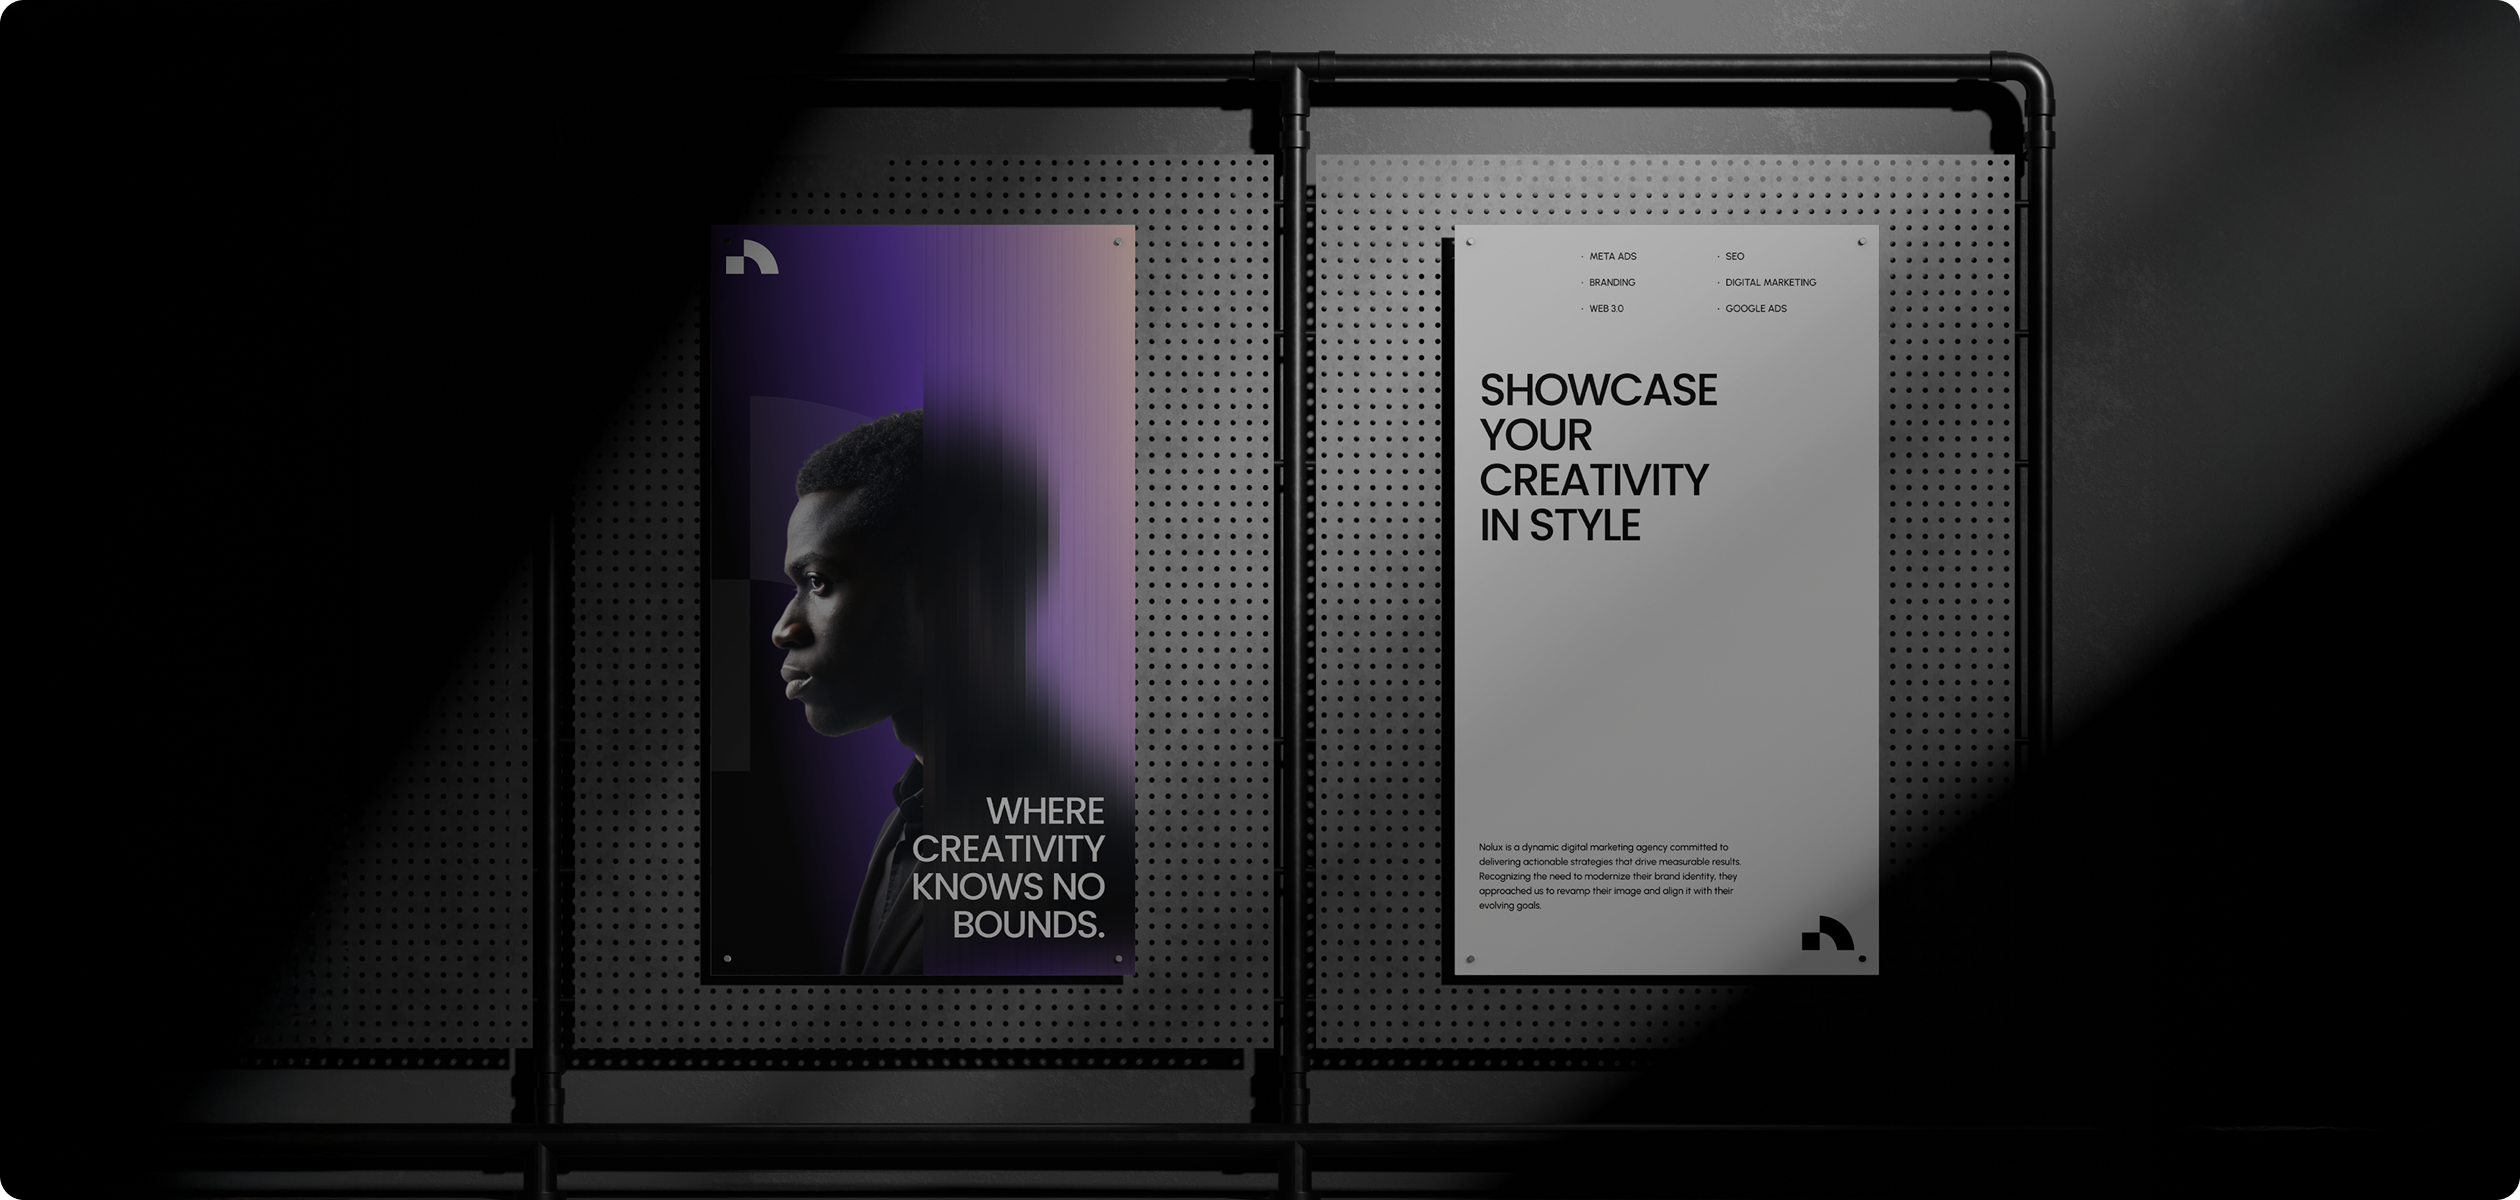 WHERE
CREATIVITY
KNOWS NO
BOUNDS.
· META ADS
· BRANDING
· WEB 3.0
· SEO
· DIGITAL MARKETING
· GOOGLE ADS
SHOWCASE
YOUR
CREATIVITY
IN STYLE
Nolux is a dynamic digital marketing agency committed to
delivering actionable strategies that drive measurable results.
Recognizing the need to modernize their brand identity, they
approached us to revamp their image and align it with their
evolving goals.